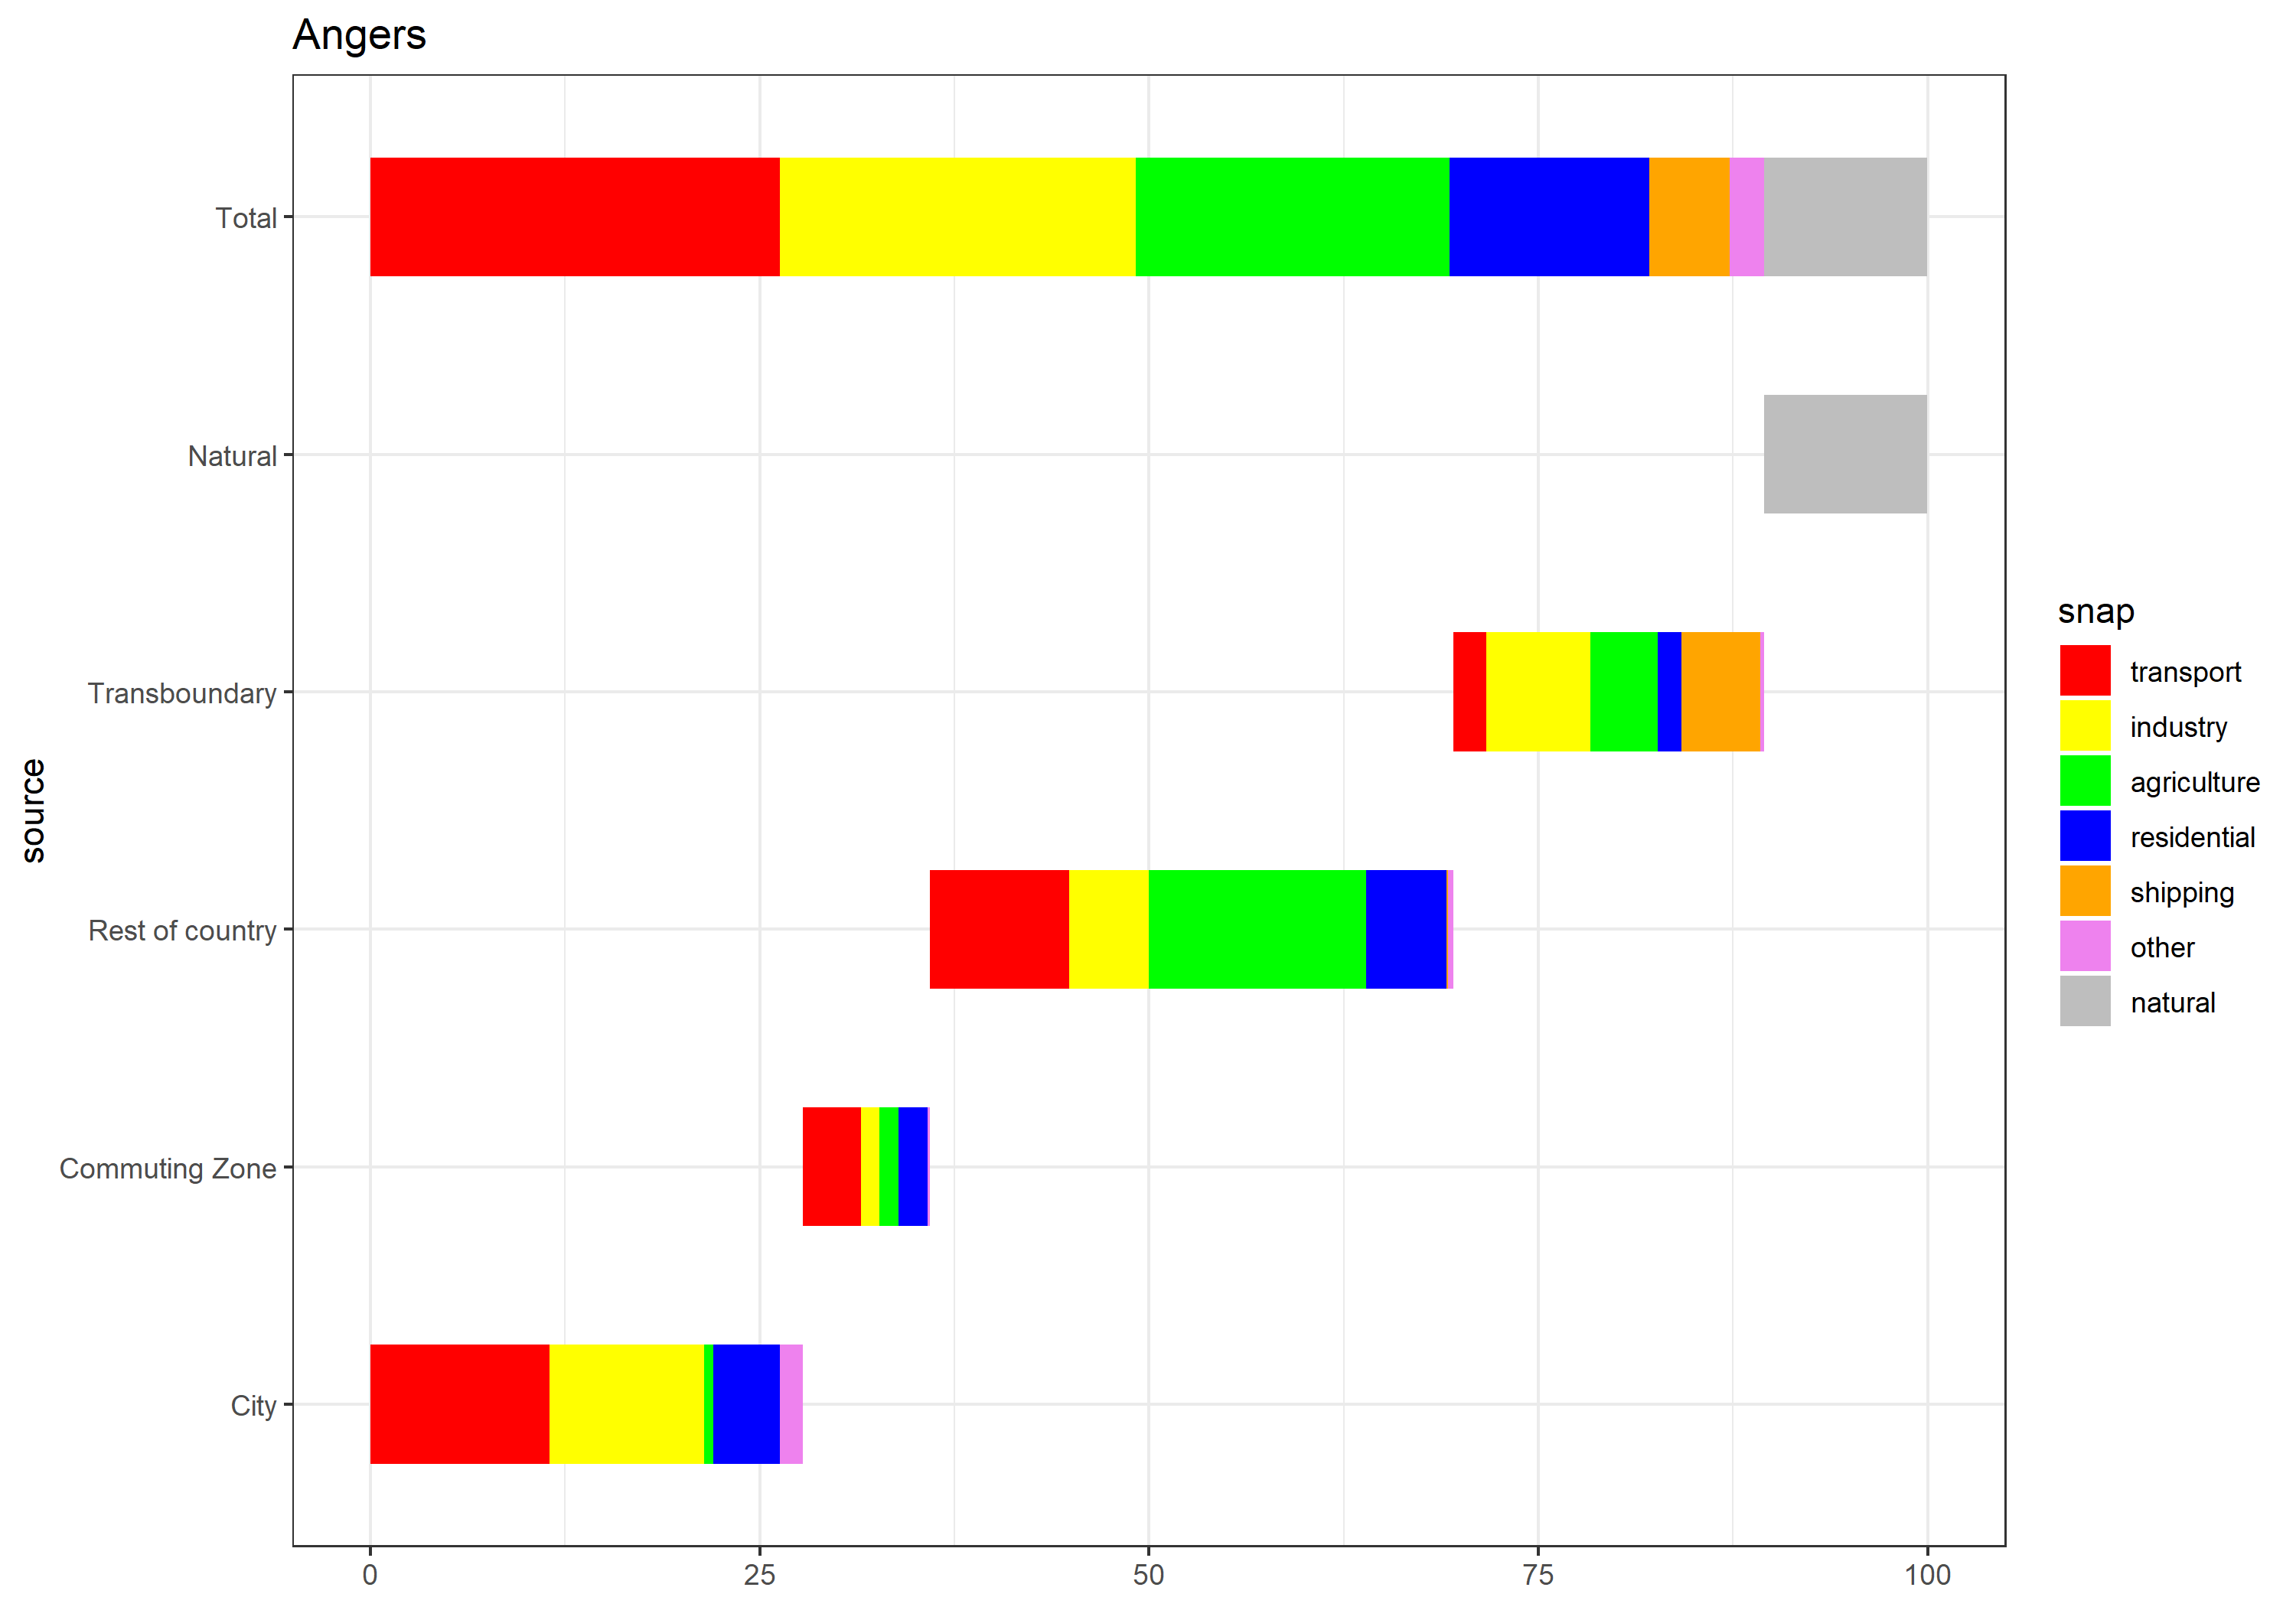 Angers
Total
Natural
Transboundary
Rest of country
Commuting Zone
City
source
0 25 50 75 100
snap
transport
industry
agriculture
residential
shipping
other
natural